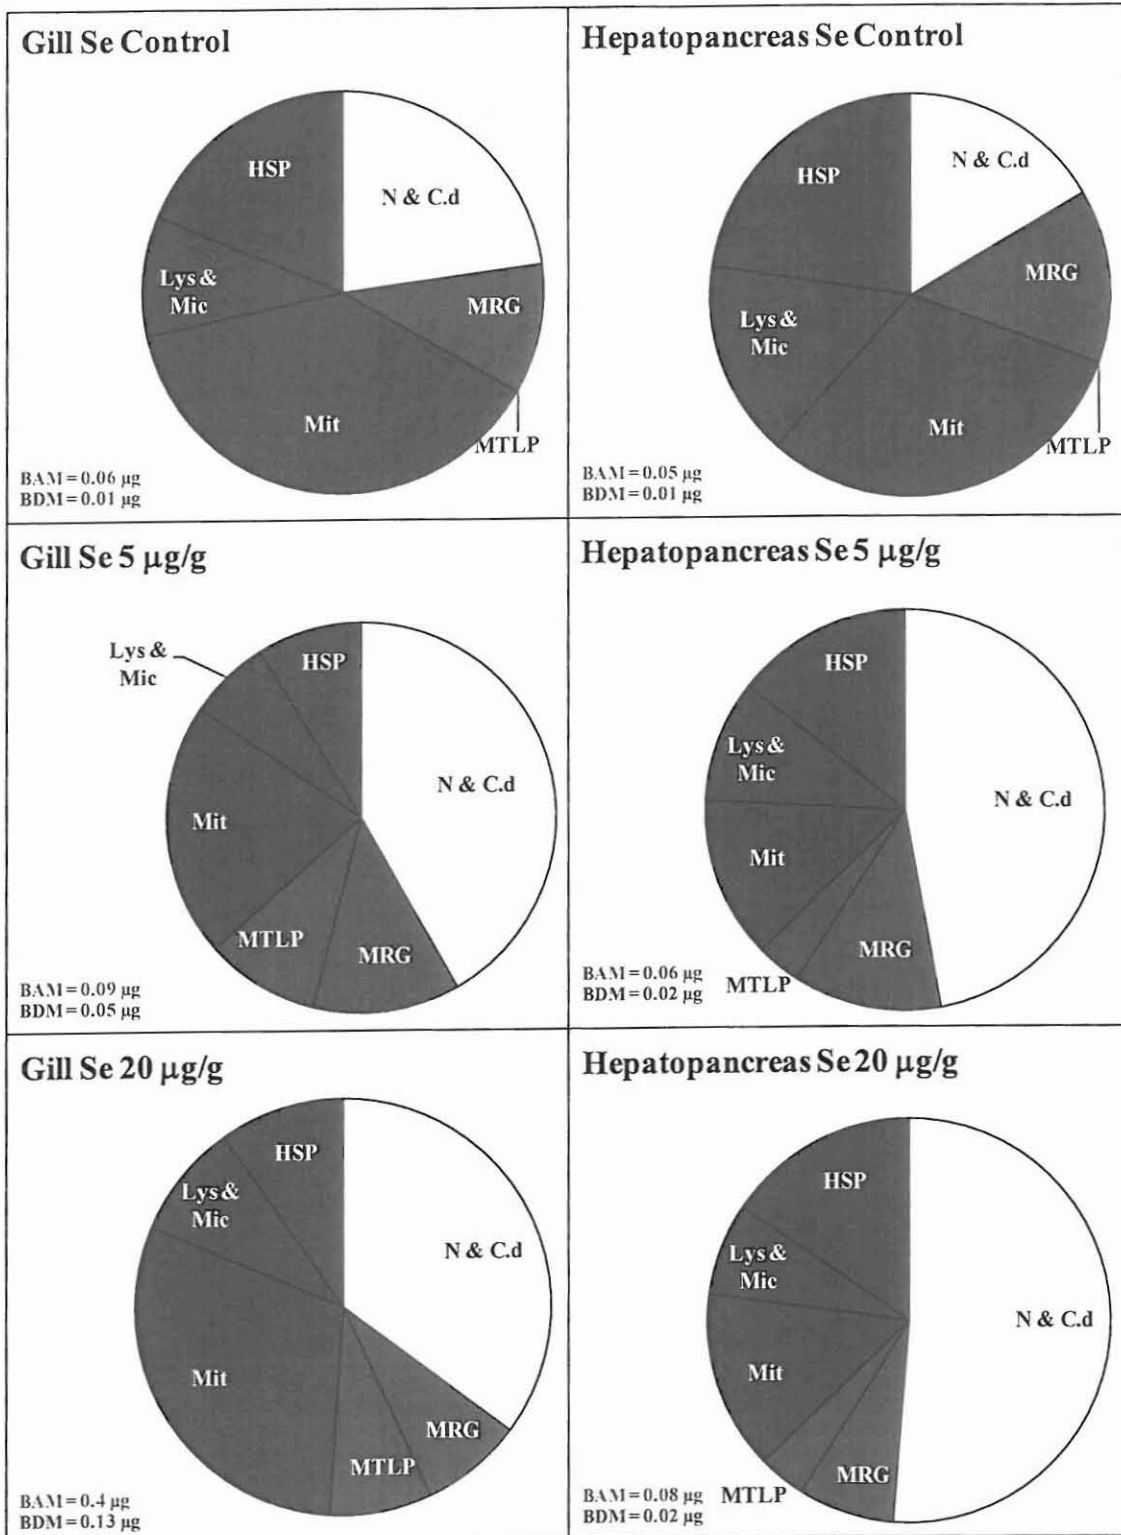 Gill Se Control
HSP
N & C.d
Lys &
Mic
MRG
Mit
MTLP
BAM = 0.06 µg
BDM = 0.01 µg
Hepatopancreas Se Control
HSP
N & C.d
MRG
Lys &
Mic
Mit
MTLP
BAM = 0.05 µg
BDM = 0.01 µg
Gill Se 5 µg/g
Lys &
Mic
HSP
N & C.d
Mit
MTLP
MRG
BAM = 0.09 µg
BDM = 0.05 µg
Hepatopancreas Se 5 µg/g
HSP
Lys &
Mic
N & C.d
Mit
MRG
MTLP
BAM = 0.06 µg
BDM = 0.02 µg
Gill Se 20 µg/g
HSP
Lys &
Mic
N & C.d
Mit
MRG
MTLP
BAM = 0.4 µg
BDM = 0.13 µg
Hepatopancreas Se 20 µg/g
HSP
Lys &
Mic
N & C.d
Mit
MRG
MTLP
BAM = 0.08 µg
BDM = 0.02 µg